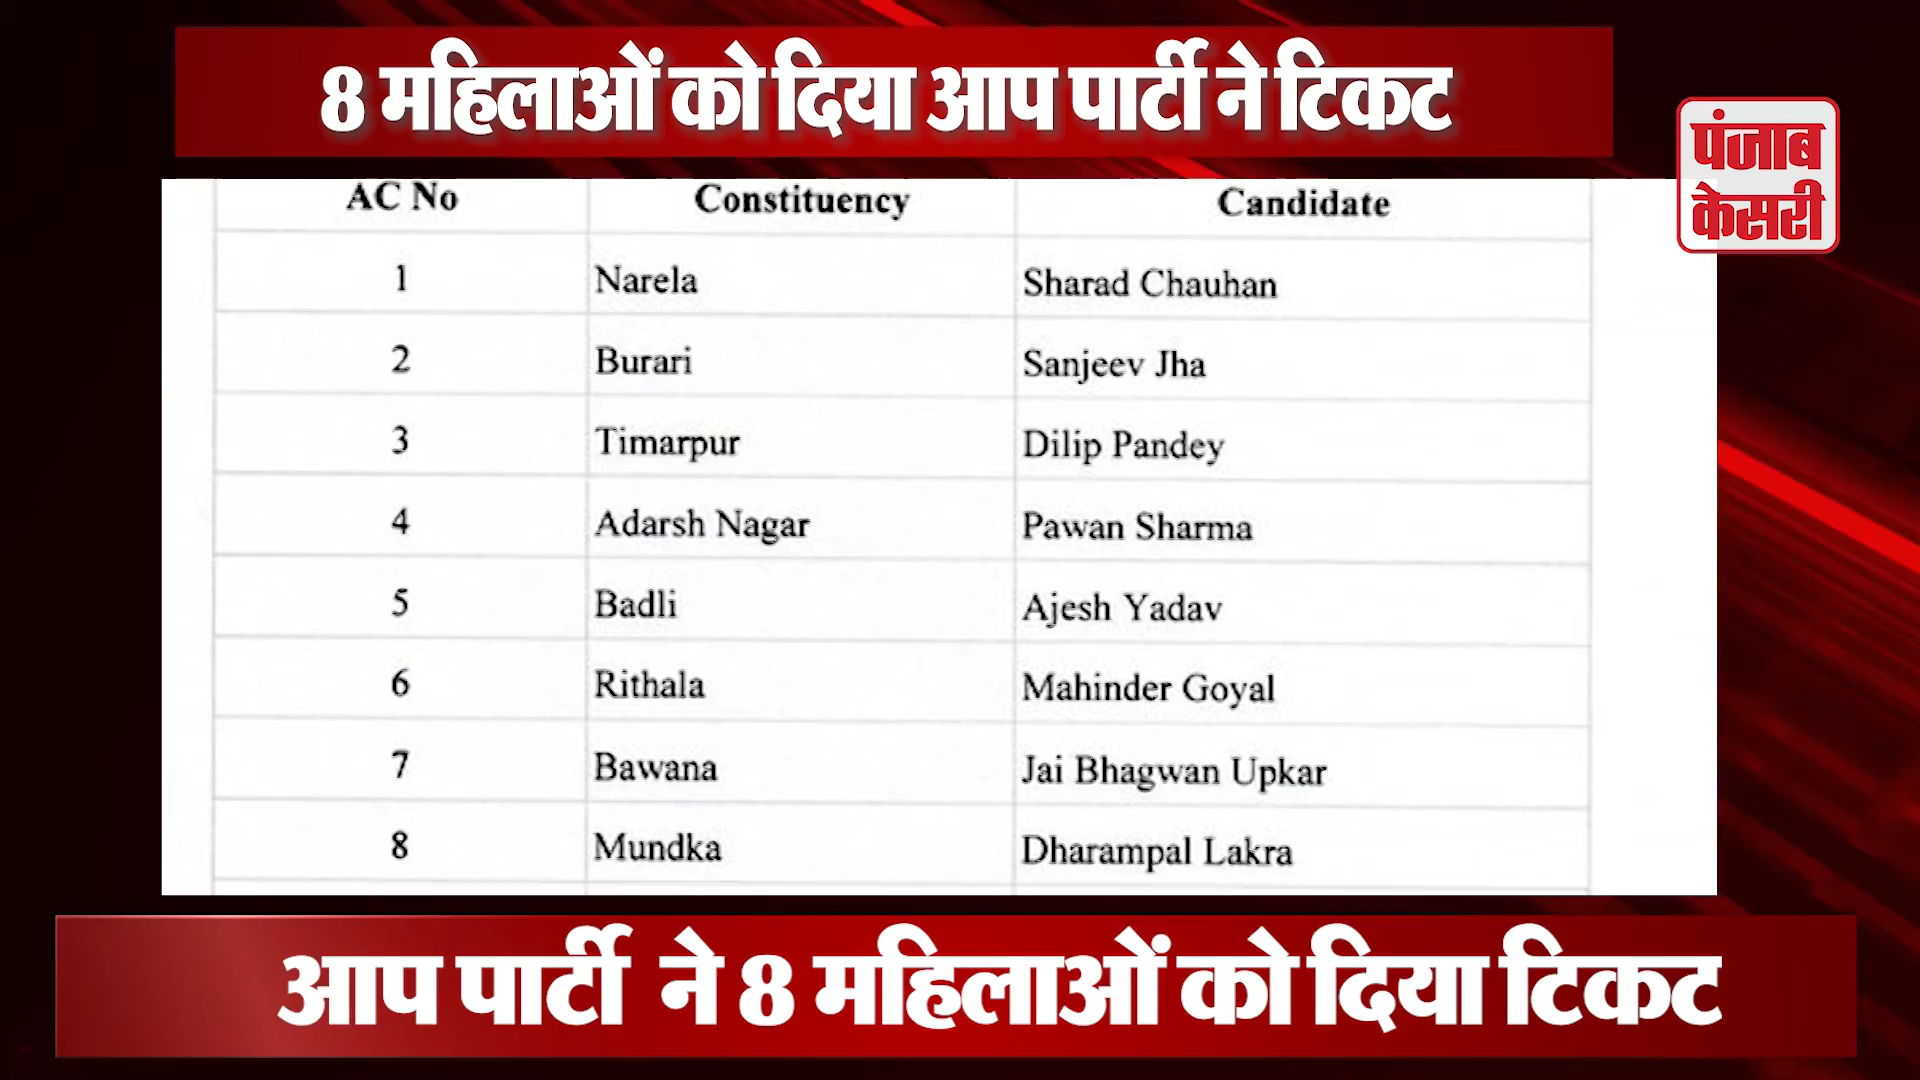 8 महिलाओं को दिया आप पार्टी ने टिकट
पंजाब
केसरी
AC No Constituency Candidate
1 Narela Sharad Chauhan
2 Burari Sanjeev Jha
3 Timarpur Dilip Pandey
4 Adarsh Nagar Pawan Sharma
5 Badli Ajesh Yadav
6 Rithala Mahinder Goyal
7 Bawana Jai Bhagwan Upkar
8 Mundka Dharampal Lakra
आप पार्टी ने 8 महिलाओं को दिया टिकट